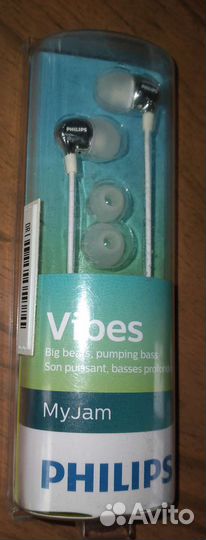 PHILIPS
Vibes
Big beats, pumping bass
Son puissant, basses profondes
MyJam
PHILIPS
Avito